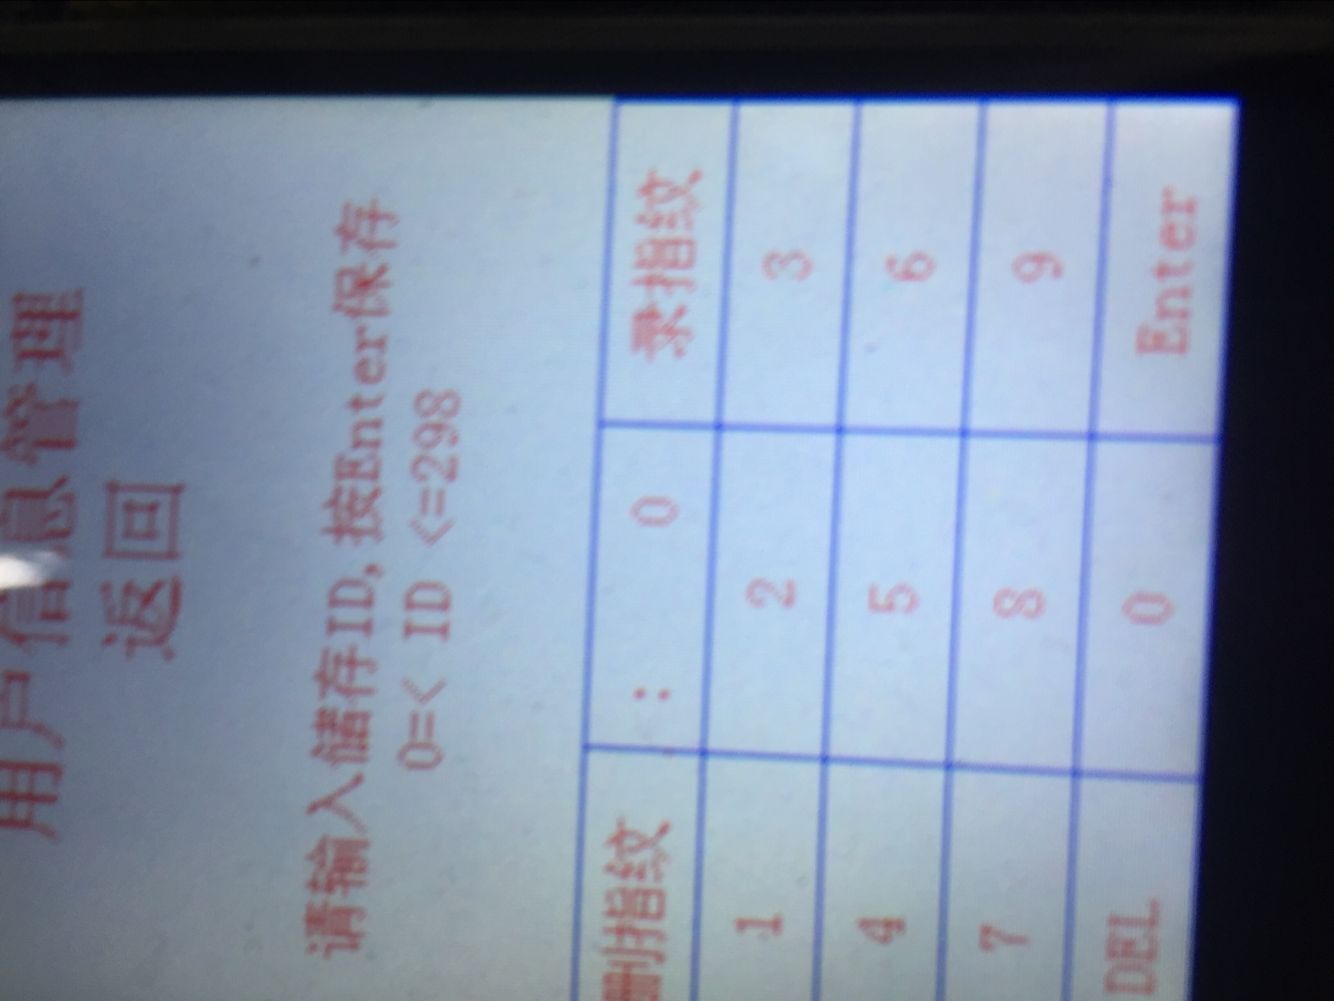 用户信息管理
返回
请输入储存ID,按Enter保存
0=< ID <=298
删指纹 : 0 录指纹
1 2 3
4 5 6
7 8 9
DEL 0 Enter